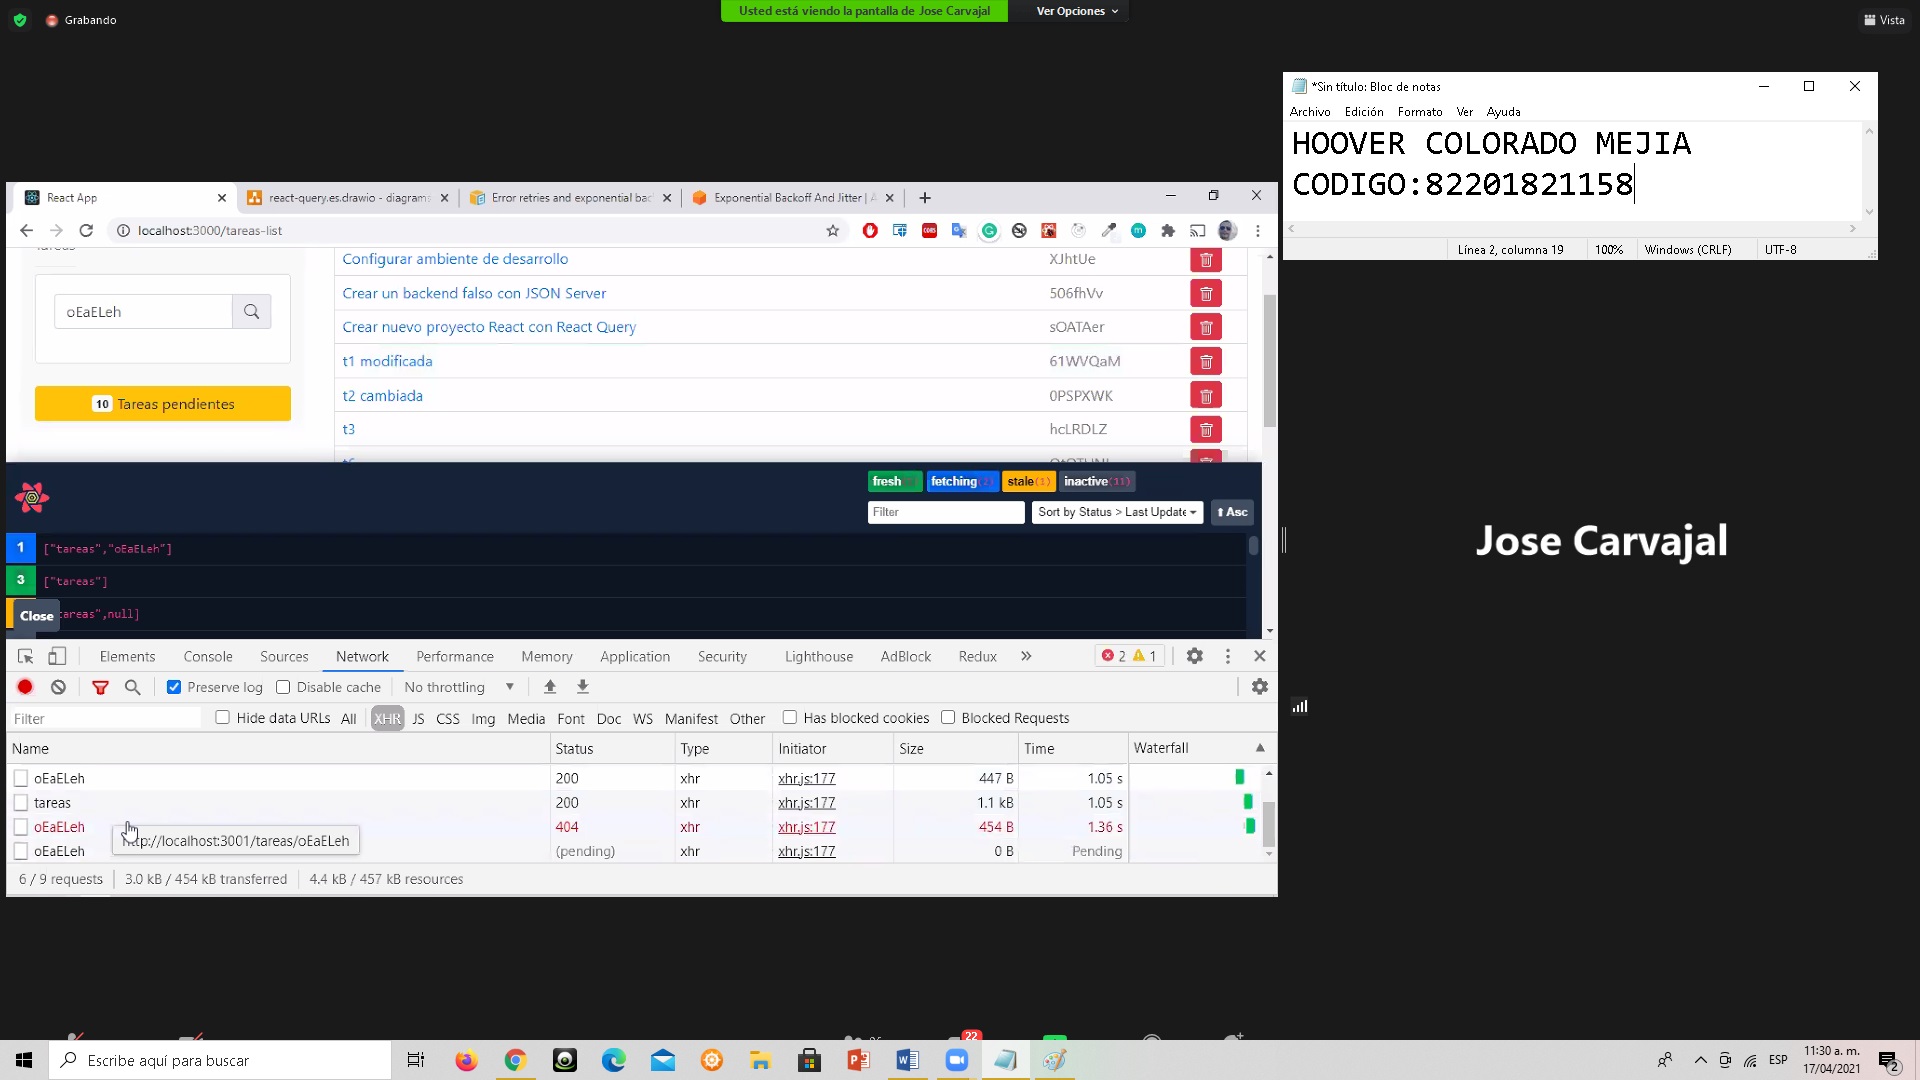 Grabando
Usted está viendo la pantalla de Jose Carvajal
Ver Opciones
Vista
*Sin título: Bloc de notas
Archivo Edición Formato Ver Ayuda
HOOVER COLORADO MEJIA
CODIGO:82201821158
Línea 2, columna 19 100% Windows (CRLF) UTF-8
React App
react-query.es.drawio - diagrams
Error retries and exponential bac
Exponential Backoff And Jitter | A
localhost:3000/tareas-list
Tareas
oEaELeh
10 Tareas pendientes
Configurar ambiente de desarrollo XJhtUe
Crear un backend falso con JSON Server 506fhVv
Crear nuevo proyecto React con React Query sOATAer
t1 modificada 61WVQaM
t2 cambiada 0PSPXWK
t3 hcLRDLZ
fresh fetching stale (1) inactive (11)
Filter Sort by Status > Last Update ⬆ Asc
1 ["tareas","oEaELeh"]
3 ["tareas"]
Close tareas",null]
Elements Console Sources Network Performance Memory Application Security Lighthouse AdBlock Redux » 2 1
Preserve log Disable cache No throttling
Filter Hide data URLs All XHR JS CSS Img Media Font Doc WS Manifest Other Has blocked cookies Blocked Requests
Name Status Type Initiator Size Time Waterfall
oEaELeh 200 xhr xhr.js:177 447 B 1.05 s
tareas 200 xhr xhr.js:177 1.1 kB 1.05 s
oEaELeh 404 xhr xhr.js:177 454 B 1.36 s
http://localhost:3001/tareas/oEaELeh
oEaELeh (pending) xhr xhr.js:177 0 B Pending
6 / 9 requests 3.0 kB / 454 kB transferred 4.4 kB / 457 kB resources
Jose Carvajal
22
Escribe aquí para buscar
ESP
11:30 a. m.
17/04/2021
2